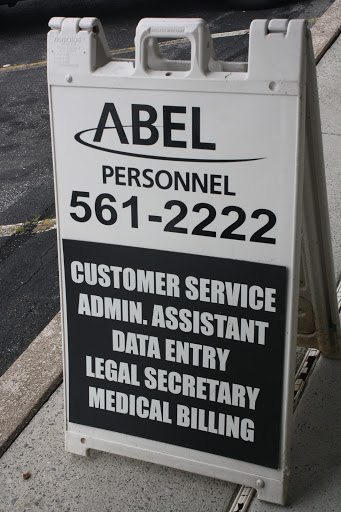 ABEL
PERSONNEL
561-2222
CUSTOMER SERVICE
ADMIN. ASSISTANT
DATA ENTRY
LEGAL SECRETARY
MEDICAL BILLING